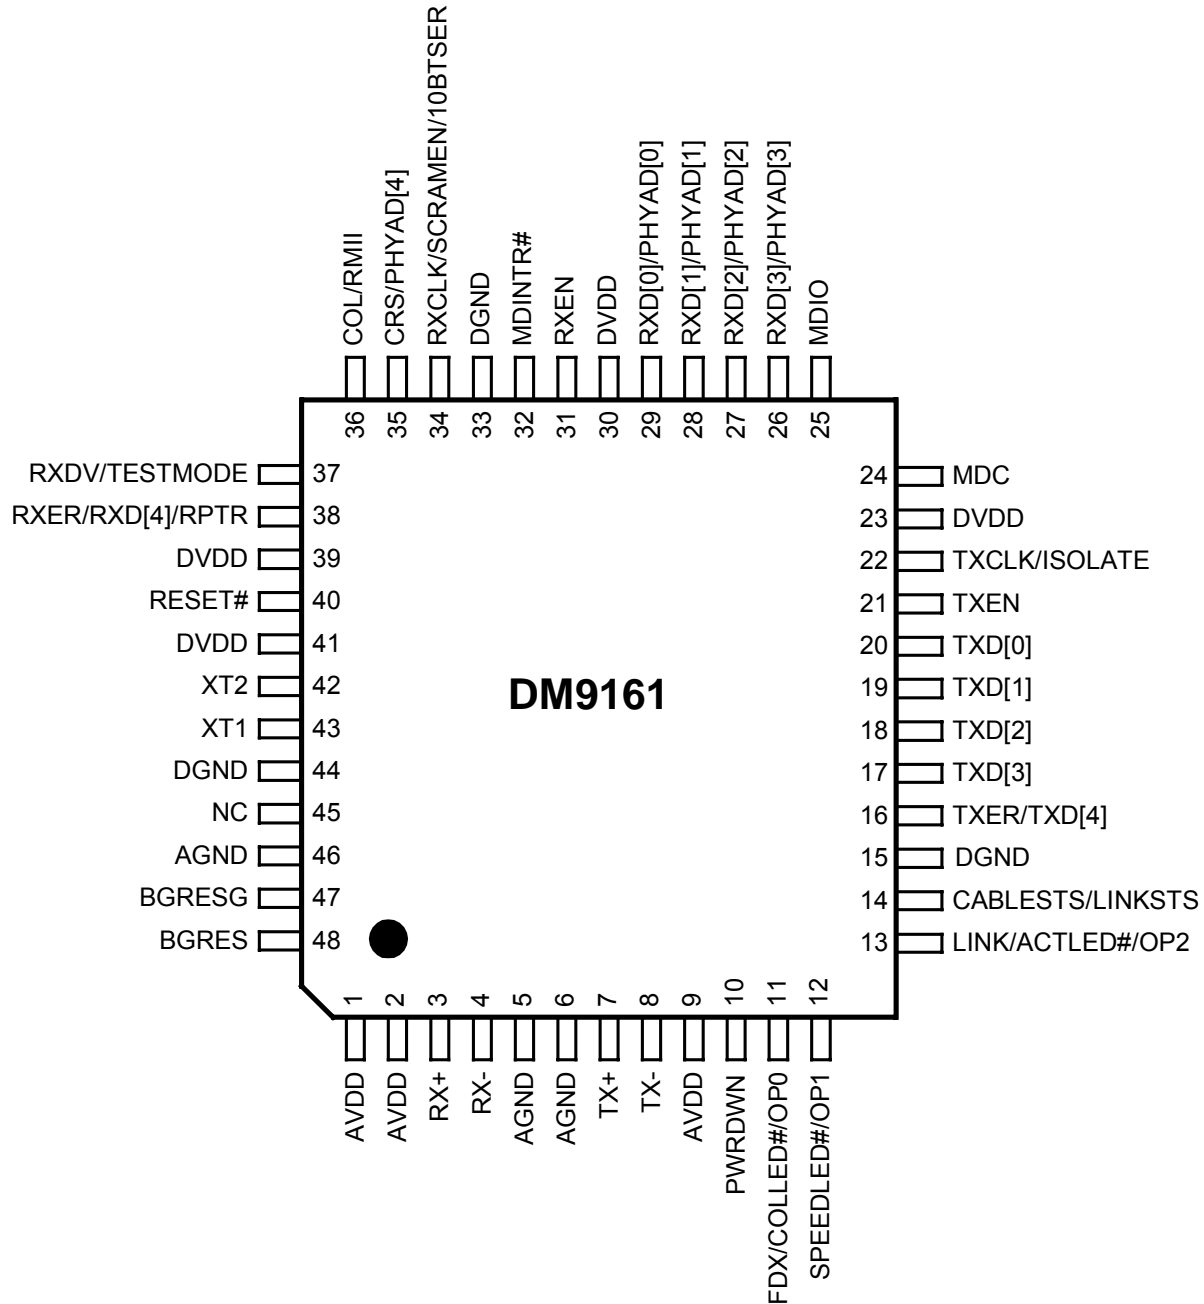 COL/RMII
CRS/PHYAD[4]
RXCLK/SCRAMEN/10BTSER
DGND
MDINTR#
RXEN
DVDD
RXD[0]/PHYAD[0]
RXD[1]/PHYAD[1]
RXD[2]/PHYAD[2]
RXD[3]/PHYAD[3]
MDIO
36
35
34
33
32
31
30
29
28
27
26
25
RXDV/TESTMODE 37
RXER/RXD[4]/RPTR 38
DVDD 39
RESET# 40
DVDD 41
XT2 42
XT1 43
DGND 44
NC 45
AGND 46
BGRESG 47
BGRES 48
DM9161
24 MDC
23 DVDD
22 TXCLK/ISOLATE
21 TXEN
20 TXD[0]
19 TXD[1]
18 TXD[2]
17 TXD[3]
16 TXER/TXD[4]
15 DGND
14 CABLESTS/LINKSTS
13 LINK/ACTLED#/OP2
1
2
3
4
5
6
7
8
9
10
11
12
AVDD
AVDD
RX+
RX-
AGND
AGND
TX+
TX-
AVDD
PWRDWN
FDX/COLLED#/OP0
SPEEDLED#/OP1